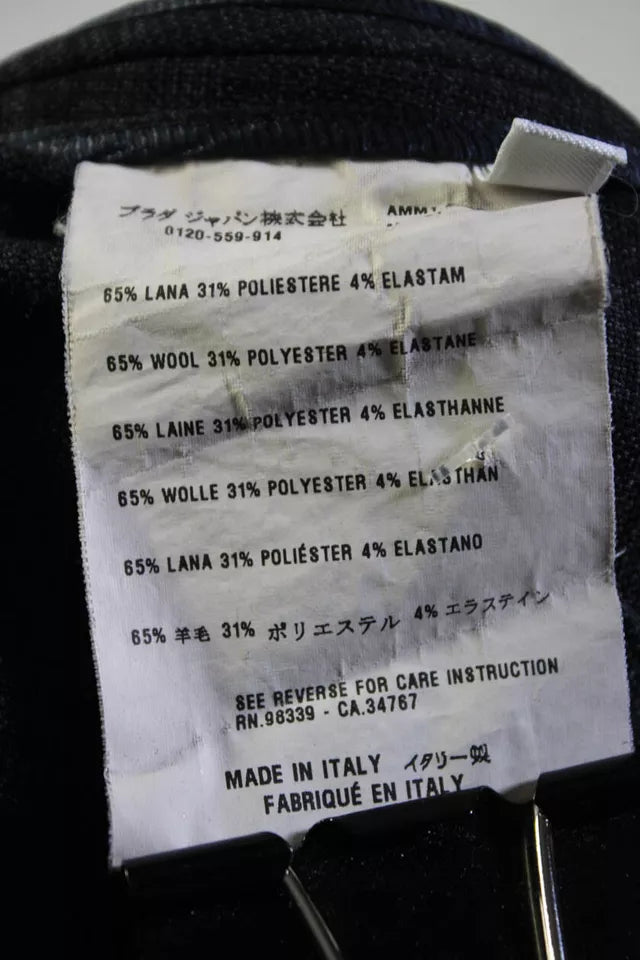 プラダ ジャパン株式会社
0120-559-914
65% LANA 31% POLIESTERE 4% ELASTAM
65% WOOL 31% POLYESTER 4% ELASTANE
65% LAINE 31% POLYESTER 4% ELASTHANNE
65% WOLLE 31% POLYESTER 4% ELASTHAN
65% LANA 31% POLIÉSTER 4% ELASTANO
65% 羊毛 31% ポリエステル 4% エラステイン
SEE REVERSE FOR CARE INSTRUCTION
RN.98339 - CA.34767
MADE IN ITALY イタリー製
FABRIQUÉ EN ITALY